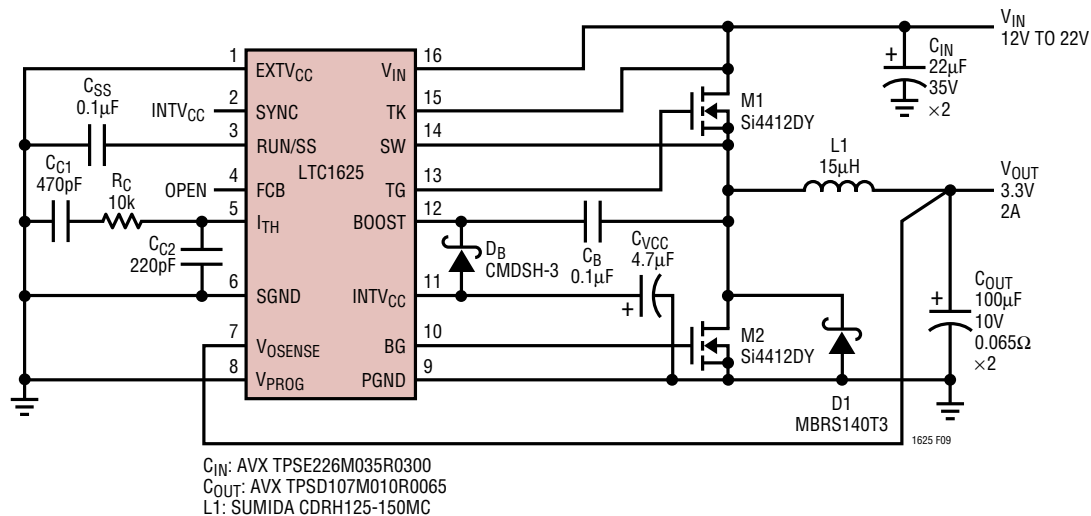 VIN
12V TO 22V
CIN
22µF
35V
×2
+
1
EXTVCC
VIN
16
CSS
0.1µF
INTVCC
2
SYNC
TK
15
M1
Si4412DY
3
RUN/SS
SW
14
LTC1625
L1
15µH
CC1
470pF
RC
10k
OPEN
4
FCB
TG
13
VOUT
3.3V
2A
5
ITH
BOOST
12
CC2
220pF
DB
CMDSH-3
CB
0.1µF
CVCC
4.7µF
+
6
SGND
INTVCC
11
COUT
100µF
10V
0.065Ω
×2
+
7
VOSENSE
BG
10
M2
Si4412DY
8
VPROG
PGND
9
D1
MBRS140T3
1625 F09
CIN: AVX TPSE226M035R0300
COUT: AVX TPSD107M010R0065
L1: SUMIDA CDRH125-150MC